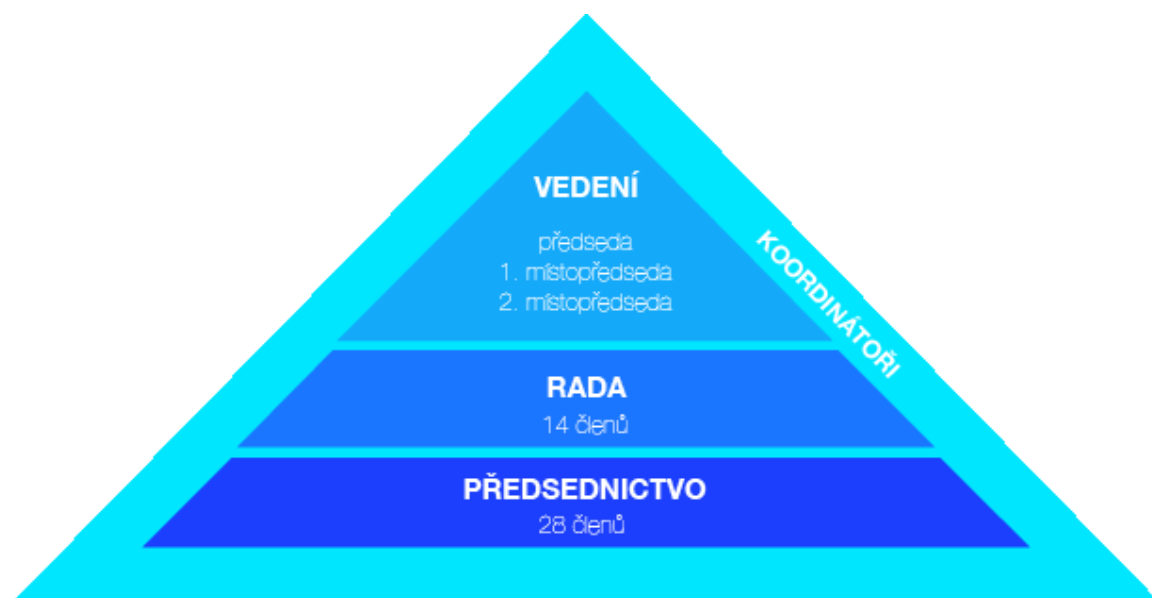 VEDENÍ
předseda
1. místopředseda
2. místopředseda
KOORDINÁTOŘI
RADA
14 členů
PŘEDSEDNICTVO
28 členů